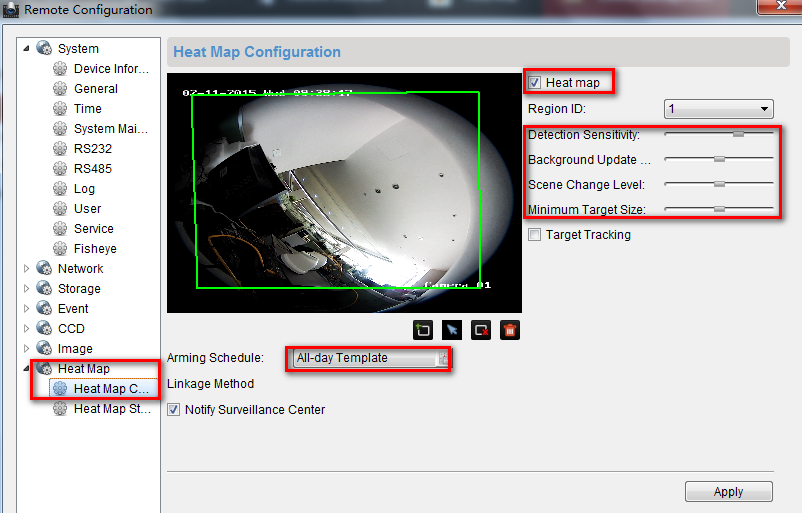 Remote Configuration
System
Device Infor...
General
Time
System Mai...
RS232
RS485
Log
User
Service
Fisheye
Network
Storage
Event
CCD
Image
Heat Map
Heat Map C...
Heat Map St...
Heat Map Configuration
02-11-2015 Wed 08:38:17
Camera 01
Heat map
Region ID: 1
Detection Sensitivity:
Background Update ...
Scene Change Level:
Minimum Target Size:
Target Tracking
Arming Schedule: All-day Template
Linkage Method
Notify Surveillance Center
Apply